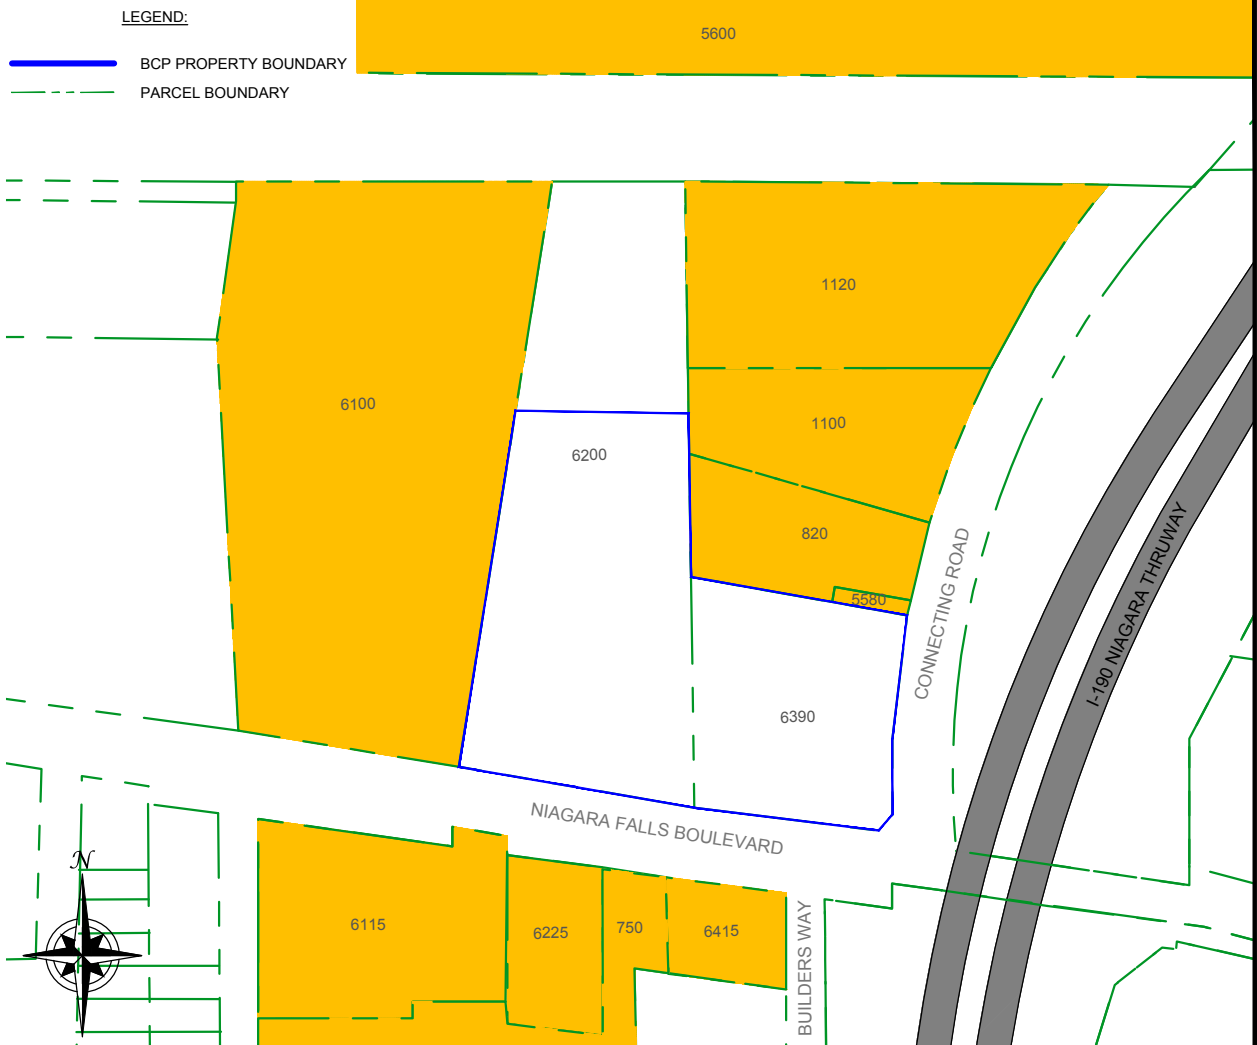 LEGEND:
BCP PROPERTY BOUNDARY
PARCEL BOUNDARY
5600
1120
6100
1100
6200
820
5580
CONNECTING ROAD
I-190 NIAGARA THRUWAY
6390
NIAGARA FALLS BOULEVARD
N
6115
6225
750
6415
BUILDERS WAY